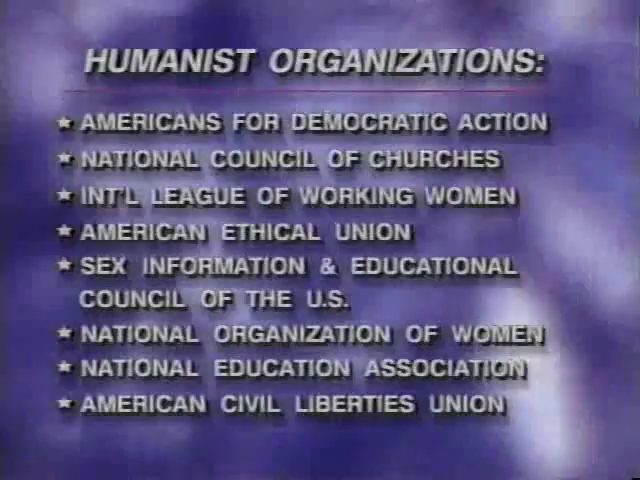 HUMANIST ORGANIZATIONS:
★ AMERICANS FOR DEMOCRATIC ACTION
★ NATIONAL COUNCIL OF CHURCHES
★ INT'L LEAGUE OF WORKING WOMEN
★ AMERICAN ETHICAL UNION
★ SEX INFORMATION & EDUCATIONAL
COUNCIL OF THE U.S.
★ NATIONAL ORGANIZATION OF WOMEN
★ NATIONAL EDUCATION ASSOCIATION
★ AMERICAN CIVIL LIBERTIES UNION